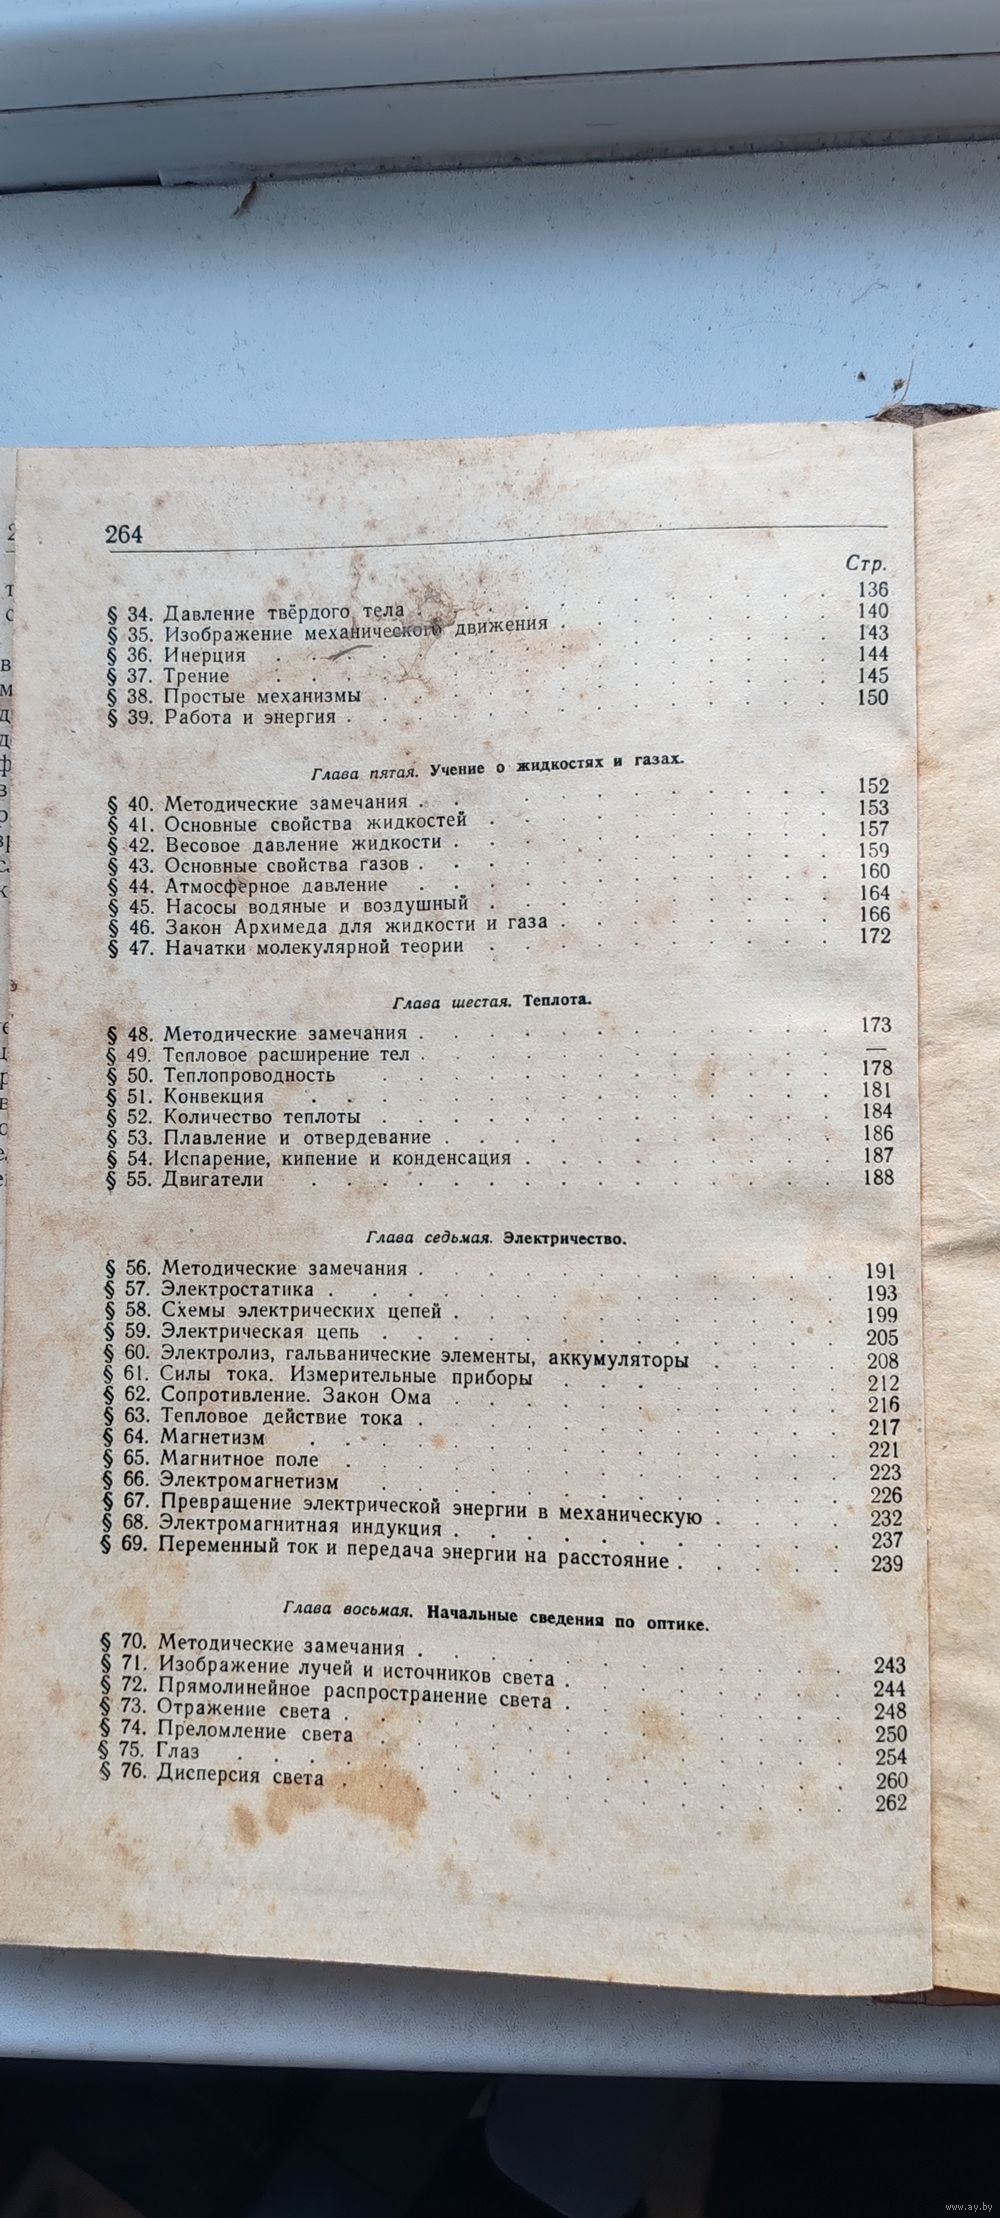 264
Стр.
§ 34. Давление твёрдого тела . . . . . . . . . 136
§ 35. Изображение механического движения . . . . . . . . 140
§ 36. Инерция . . . . . . . . . 143
§ 37. Трение . . . . . . . . . 144
§ 38. Простые механизмы . . . . . . . . . 145
§ 39. Работа и энергия . . . . . . . . . 150
Глава пятая. Учение о жидкостях и газах.
§ 40. Методические замечания . . . . . . . . . 152
§ 41. Основные свойства жидкостей . . . . . . . . . 153
§ 42. Весовое давление жидкости . . . . . . . . . 157
§ 43. Основные свойства газов . . . . . . . . . 159
§ 44. Атмосферное давление . . . . . . . . . 160
§ 45. Насосы водяные и воздушный . . . . . . . . . 164
§ 46. Закон Архимеда для жидкости и газа . . . . . . . . 166
§ 47. Начатки молекулярной теории . . . . . . . . . 172
Глава шестая. Теплота.
§ 48. Методические замечания . . . . . . . . . 173
§ 49. Тепловое расширение тел . . . . . . . . . —
§ 50. Теплопроводность . . . . . . . . . 178
§ 51. Конвекция . . . . . . . . . 181
§ 52. Количество теплоты . . . . . . . . . 184
§ 53. Плавление и отвердевание . . . . . . . . . 186
§ 54. Испарение, кипение и конденсация . . . . . . . . . 187
§ 55. Двигатели . . . . . . . . . 188
Глава седьмая. Электричество.
§ 56. Методические замечания . . . . . . . . . 191
§ 57. Электростатика . . . . . . . . . 193
§ 58. Схемы электрических цепей . . . . . . . . . 199
§ 59. Электрическая цепь . . . . . . . . . 205
§ 60. Электролиз, гальванические элементы, аккумуляторы . . . . 208
§ 61. Силы тока. Измерительные приборы . . . . . . . . 212
§ 62. Сопротивление. Закон Ома . . . . . . . . . 216
§ 63. Тепловое действие тока . . . . . . . . . 217
§ 64. Магнетизм . . . . . . . . . 221
§ 65. Магнитное поле . . . . . . . . . 223
§ 66. Электромагнетизм . . . . . . . . . 226
§ 67. Превращение электрической энергии в механическую . . . . 232
§ 68. Электромагнитная индукция . . . . . . . . . 237
§ 69. Переменный ток и передача энергии на расстояние . . . . . 239
Глава восьмая. Начальные сведения по оптике.
§ 70. Методические замечания . . . . . . . . . 243
§ 71. Изображение лучей и источников света . . . . . . . . 244
§ 72. Прямолинейное распространение света . . . . . . . . 248
§ 73. Отражение света . . . . . . . . . 250
§ 74. Преломление света . . . . . . . . . 254
§ 75. Глаз . . . . . . . . . 260
§ 76. Дисперсия света . . . . . . . . . 262
www.ay.by